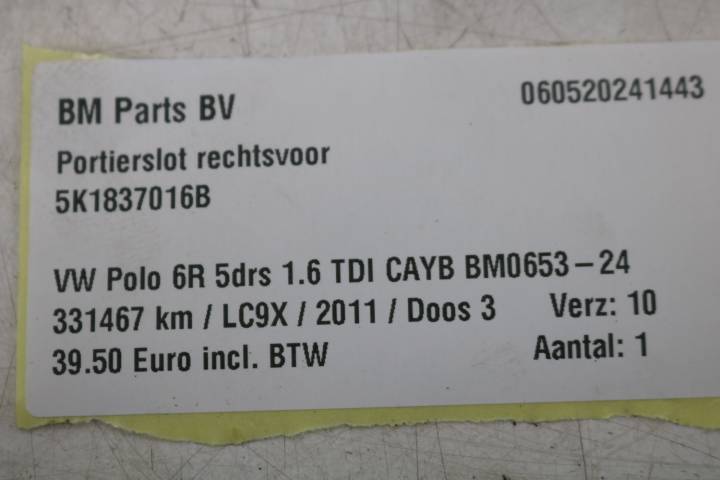 BM Parts BV 060520241443
Portierslot rechtsvoor
5K1837016B
VW Polo 6R 5drs 1.6 TDI CAYB BM0653-24
331467 km / LC9X / 2011 / Doos 3 Verz: 10
39.50 Euro incl. BTW Aantal: 1